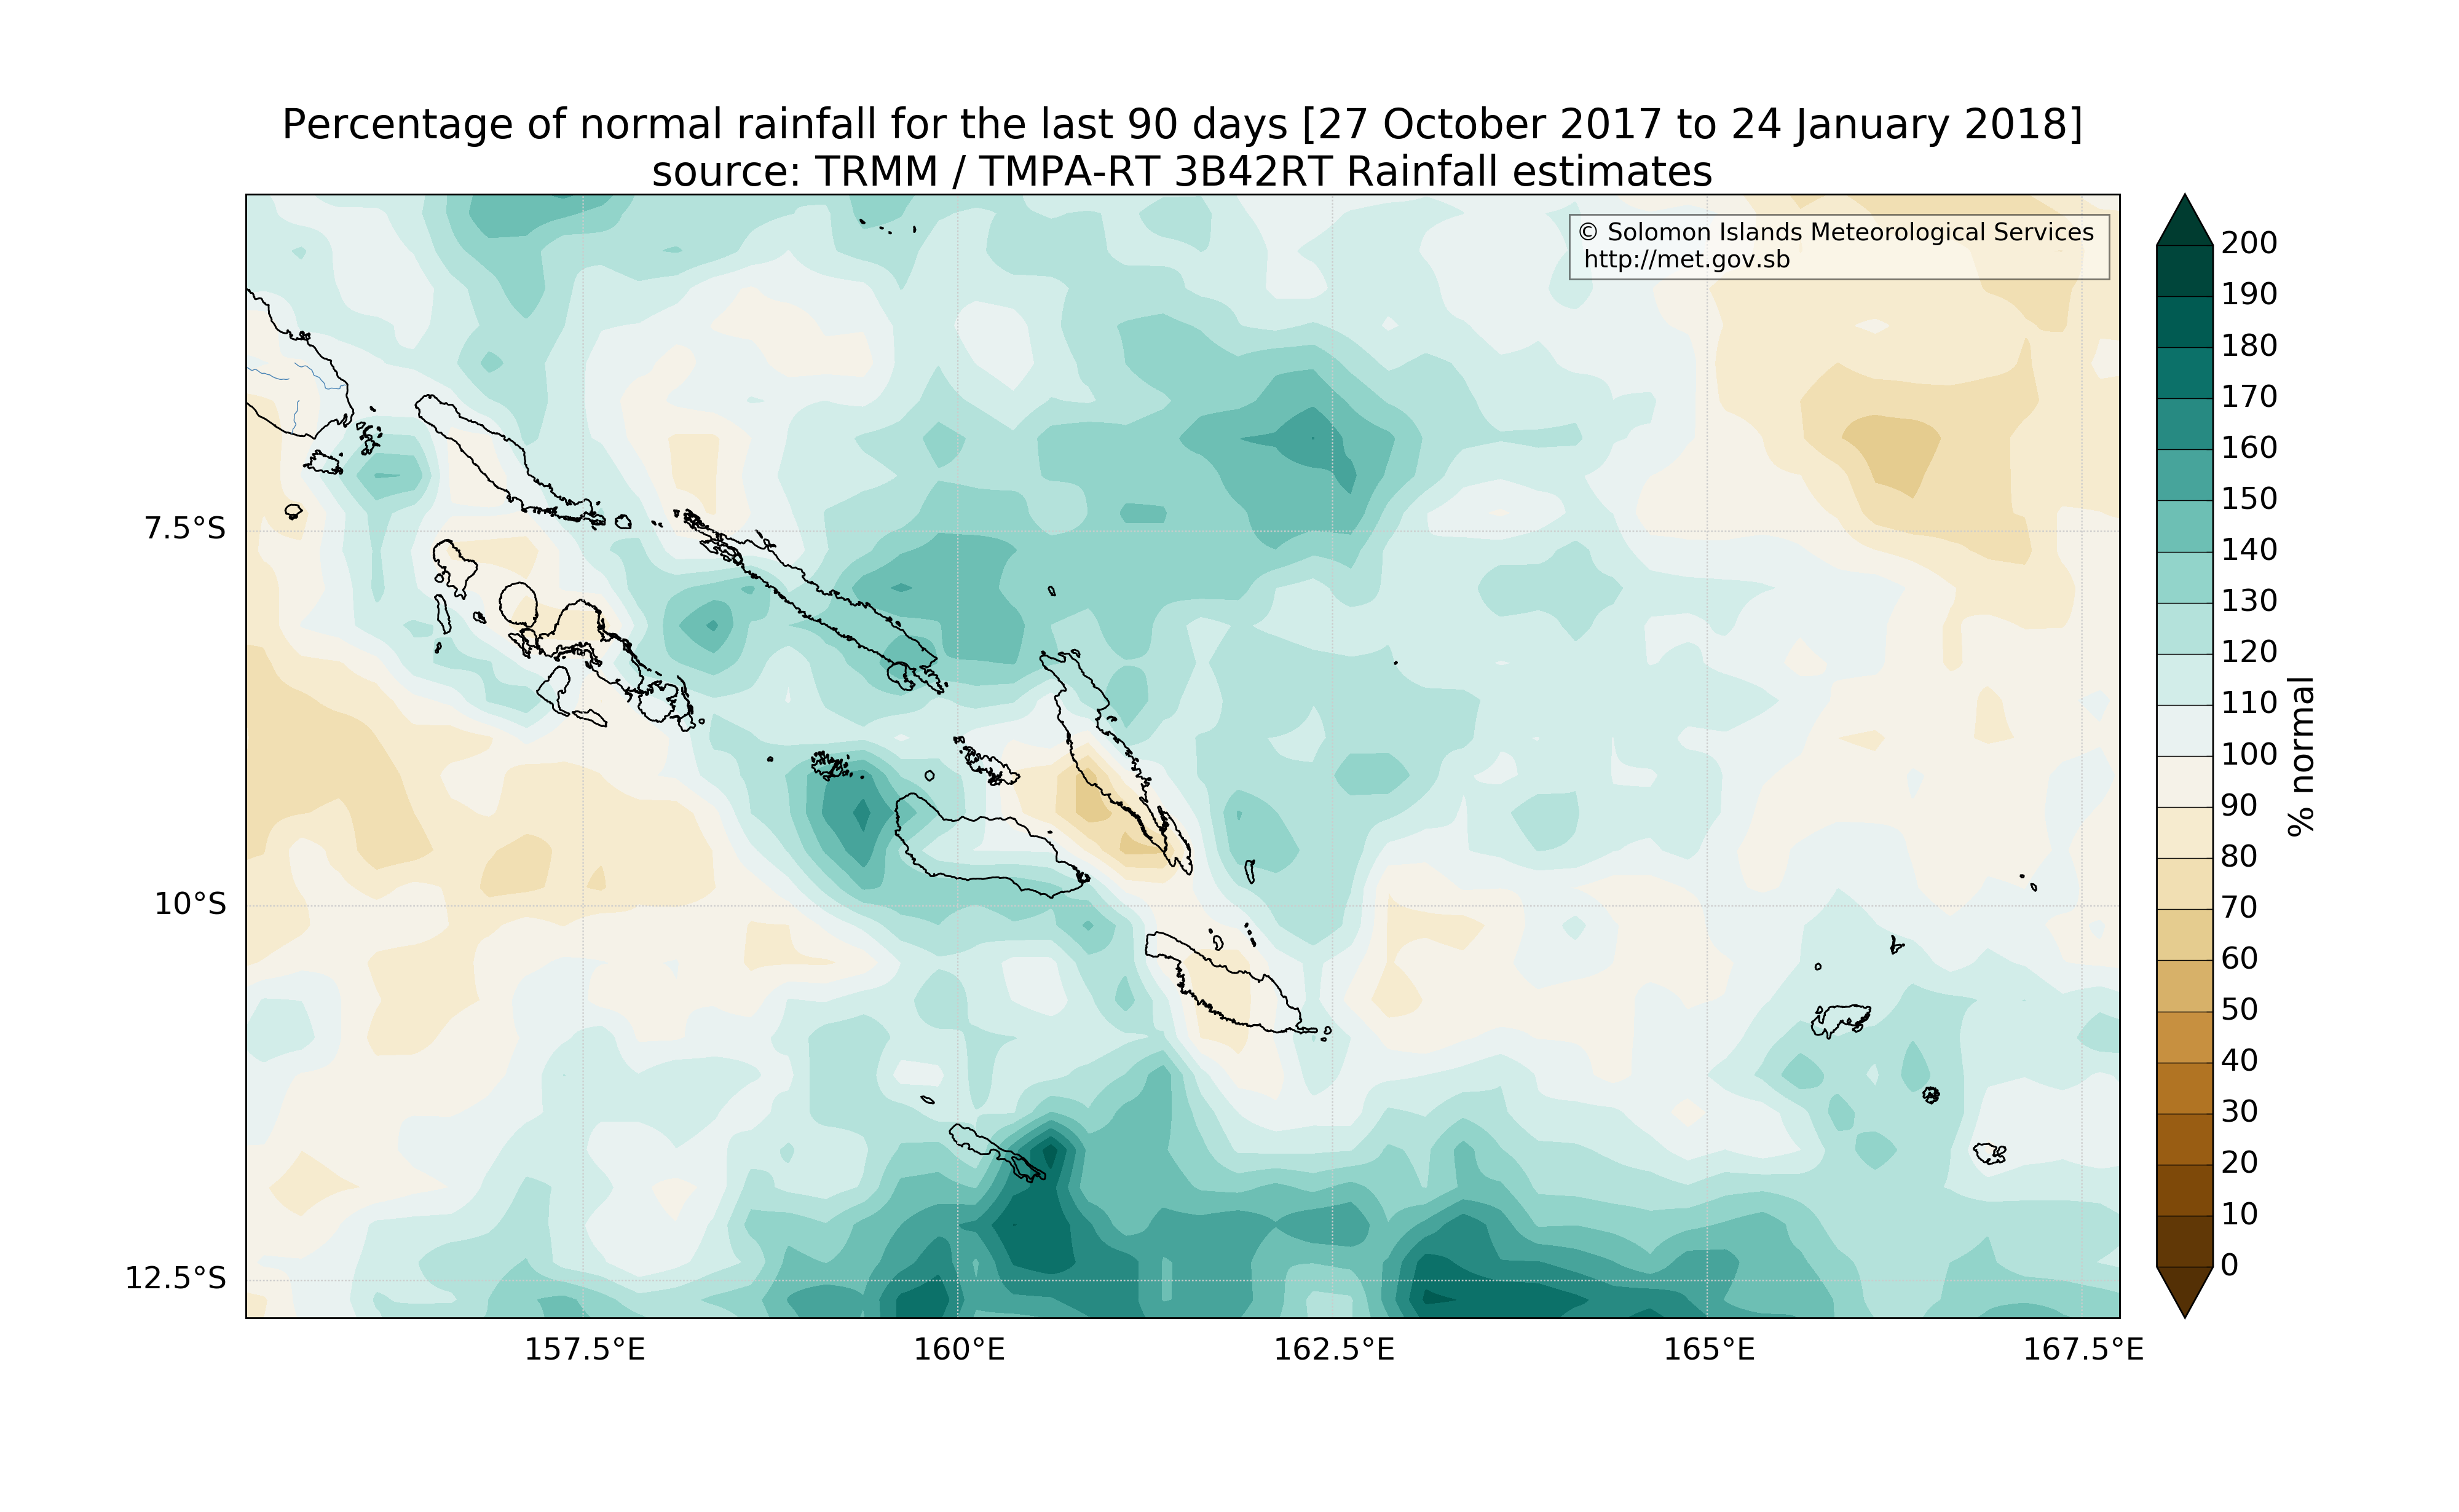 Percentage of normal rainfall for the last 90 days [27 October 2017 to 24 January 2018]
source: TRMM / TMPA-RT 3B42RT Rainfall estimates
© Solomon Islands Meteorological Services
http://met.gov.sb
7.5°S
10°S
12.5°S
157.5°E
160°E
162.5°E
165°E
167.5°E
200
190
180
170
160
150
140
130
120
110
100
90
80
70
60
50
40
30
20
10
0
% normal